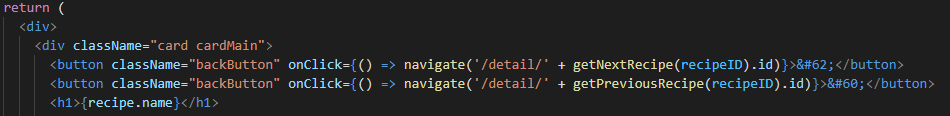 return (
<div>
<div className="card cardMain">
<button className="backButton" onClick={() => navigate('/detail/' + getNextRecipe(recipeID).id)}>&#62;</button>
<button className="backButton" onClick={() => navigate('/detail/' + getPreviousRecipe(recipeID).id)}>&#60;</button>
<h1>{recipe.name}</h1>